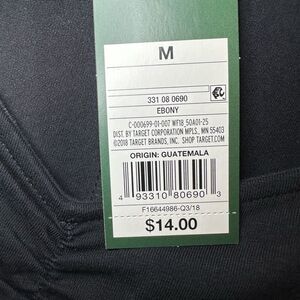 M
331 08 0690
EBONY
C-000699-01-007 WF18_50A01-25
DIST. BY TARGET CORPORATION MPLS., MN 55403
©2018 TARGET BRANDS, INC. SHOP TARGET.COM
ORIGIN: GUATEMALA
4 93310 80690 3
F16644986-Q3/18
$14.00